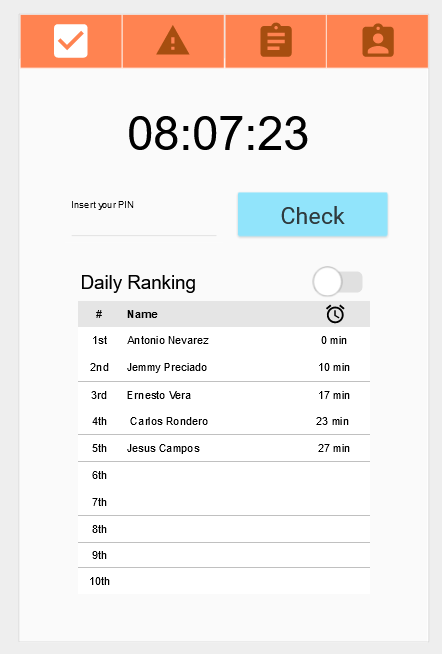 08:07:23
Insert your PIN
Check
Daily Ranking
# Name
1st Antonio Nevarez 0 min
2nd Jemmy Preciado 10 min
3rd Ernesto Vera 17 min
4th Carlos Rondero 23 min
5th Jesus Campos 27 min
6th
7th
8th
9th
10th